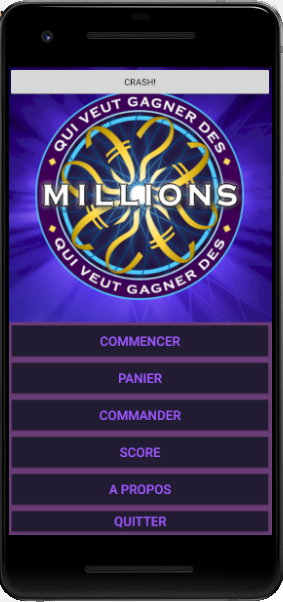 CRASH!
QUI VEUT GAGNER DES
MILLIONS
QUI VEUT GAGNER DES
COMMENCER
PANIER
COMMANDER
SCORE
A PROPOS
QUITTER